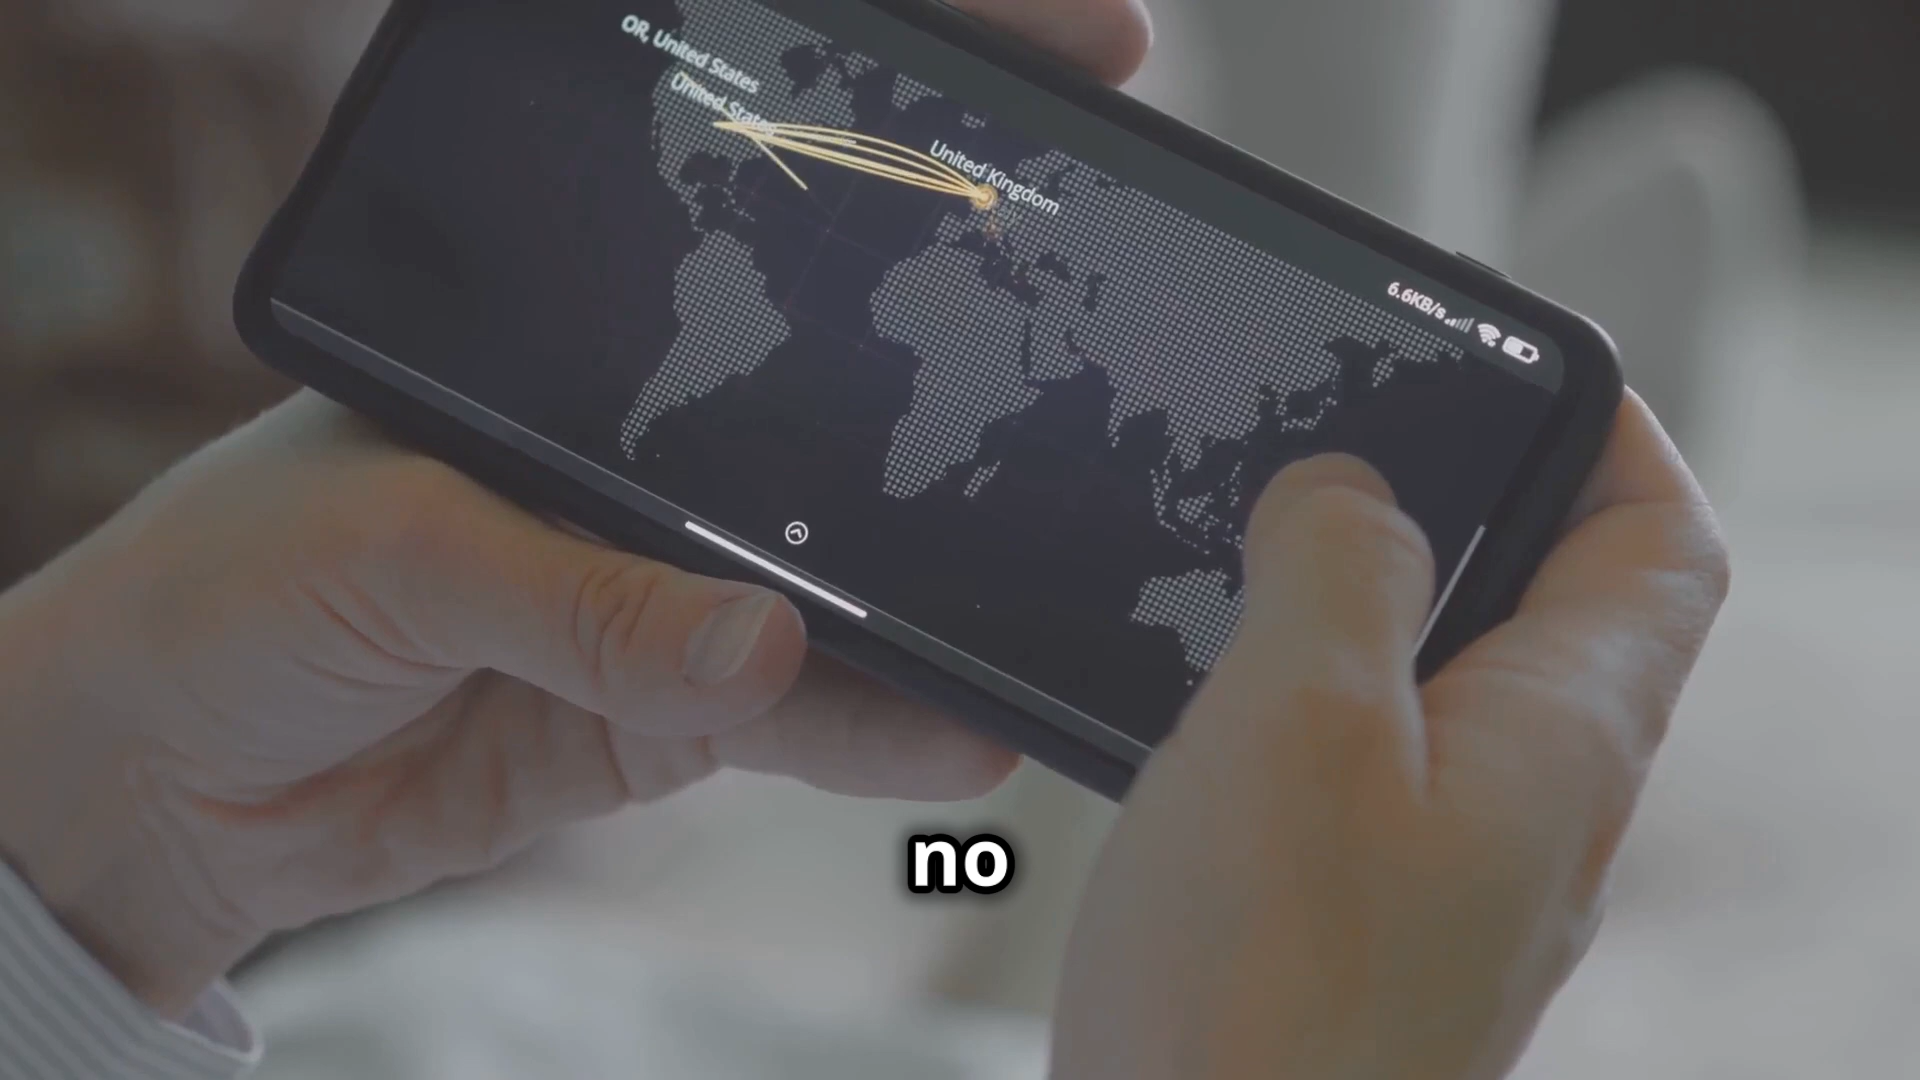 OR, United States
United States
United Kingdom
6.6KB/s
no